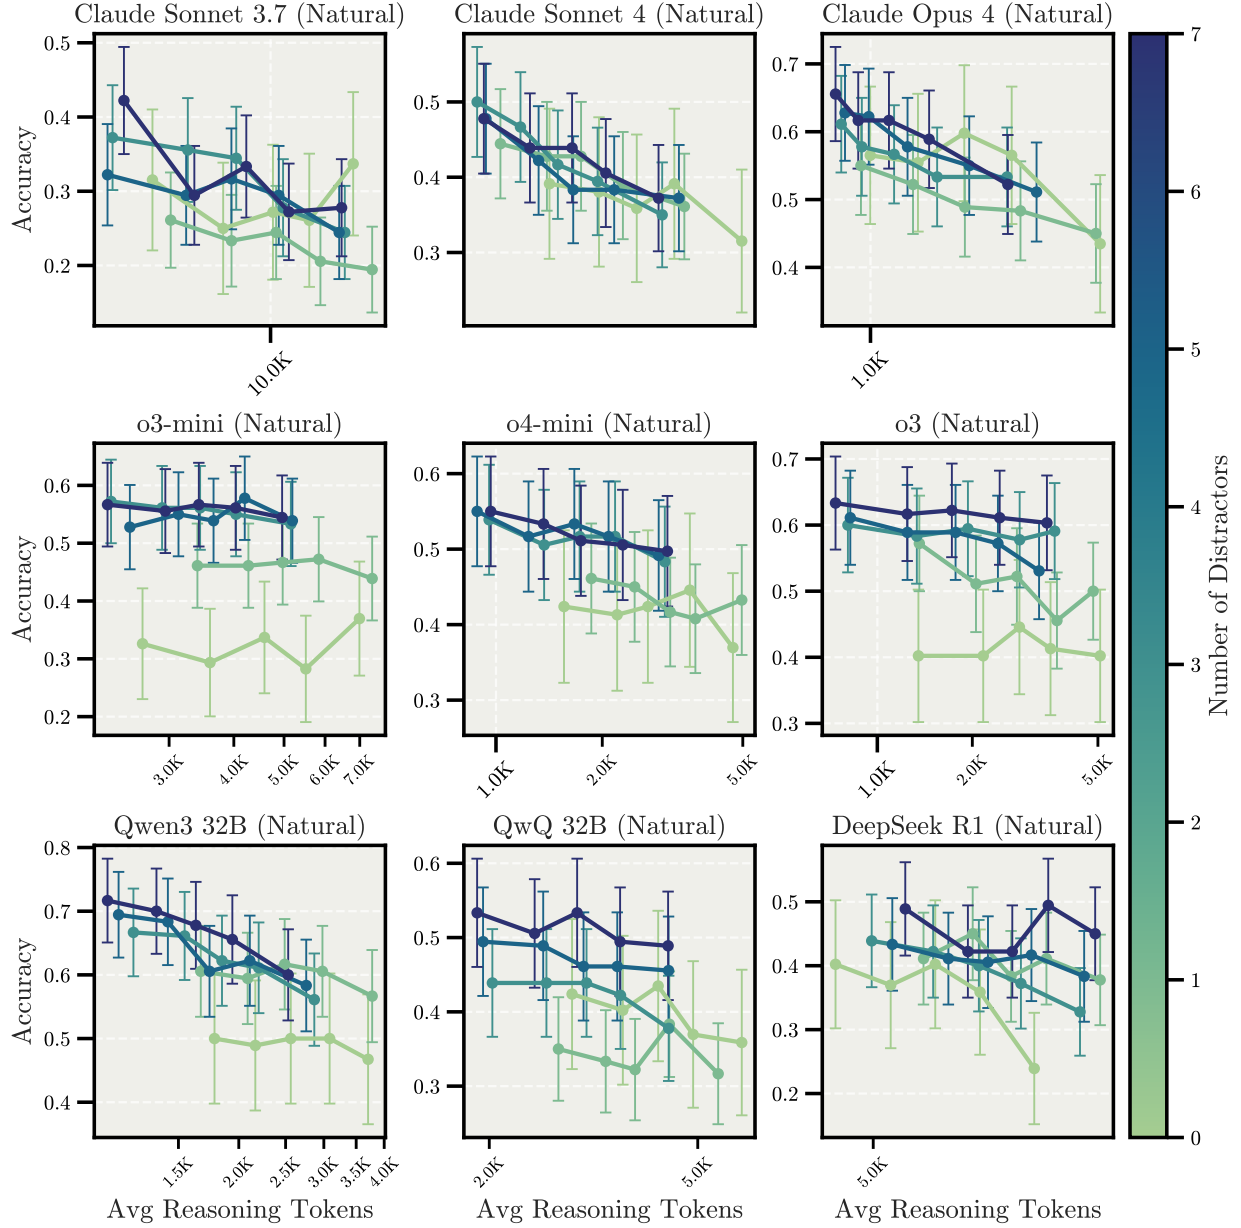 Claude Sonnet 3.7 (Natural)
Claude Sonnet 4 (Natural)
Claude Opus 4 (Natural)
0.5
0.4
0.3
0.2
Accuracy
10.0K
0.5
0.4
0.3
0.7
0.6
0.5
0.4
1.0K
o3-mini (Natural)
o4-mini (Natural)
o3 (Natural)
0.6
0.5
0.4
0.3
0.2
Accuracy
3.0K
4.0K
5.0K
6.0K
7.0K
0.6
0.5
0.4
0.3
1.0K
2.0K
5.0K
0.7
0.6
0.5
0.4
0.3
1.0K
2.0K
5.0K
Qwen3 32B (Natural)
QwQ 32B (Natural)
DeepSeek R1 (Natural)
0.8
0.7
0.6
0.5
0.4
Accuracy
1.5K
2.0K
2.5K
3.0K
3.5K
4.0K
Avg Reasoning Tokens
0.6
0.5
0.4
0.3
2.0K
5.0K
Avg Reasoning Tokens
0.5
0.4
0.3
0.2
5.0K
Avg Reasoning Tokens
7
6
5
4
3
2
1
0
Number of Distractors